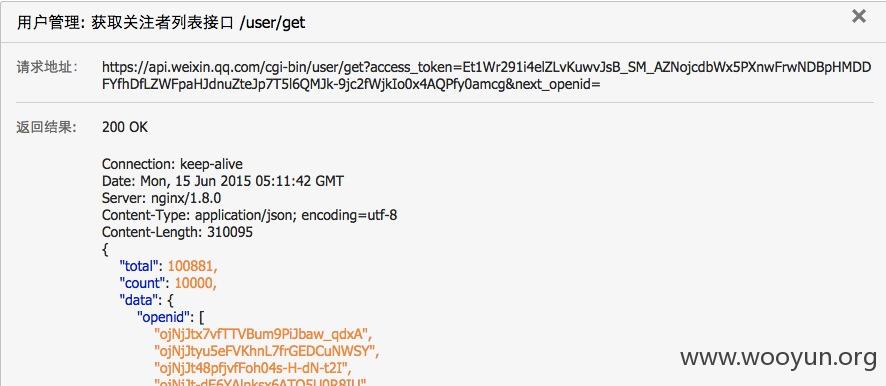 用户管理: 获取关注者列表接口 /user/get
请求地址: https://api.weixin.qq.com/cgi-bin/user/get?access_token=Et1Wr291i4elZLvKuwvJsB_SM_AZNojcdbWx5PXnwFrwNDBpHMDD
FYfhDfLZWFpaHJdnuZteJp7T5l6QMJk-9jc2fWjkIo0x4AQPfy0amcg&next_openid=
返回结果: 200 OK
Connection: keep-alive
Date: Mon, 15 Jun 2015 05:11:42 GMT
Server: nginx/1.8.0
Content-Type: application/json; encoding=utf-8
Content-Length: 310095
{
"total": 100881,
"count": 10000,
"data": {
"openid": [
"ojNjJtx7vfTTVBum9PiJbaw_qdxA",
"ojNjJtyu5eFVKhnL7frGEDCuNWSY",
"ojNjJt48pfjvfFoh04s-H-dN-t2I",
www.wooyun.org